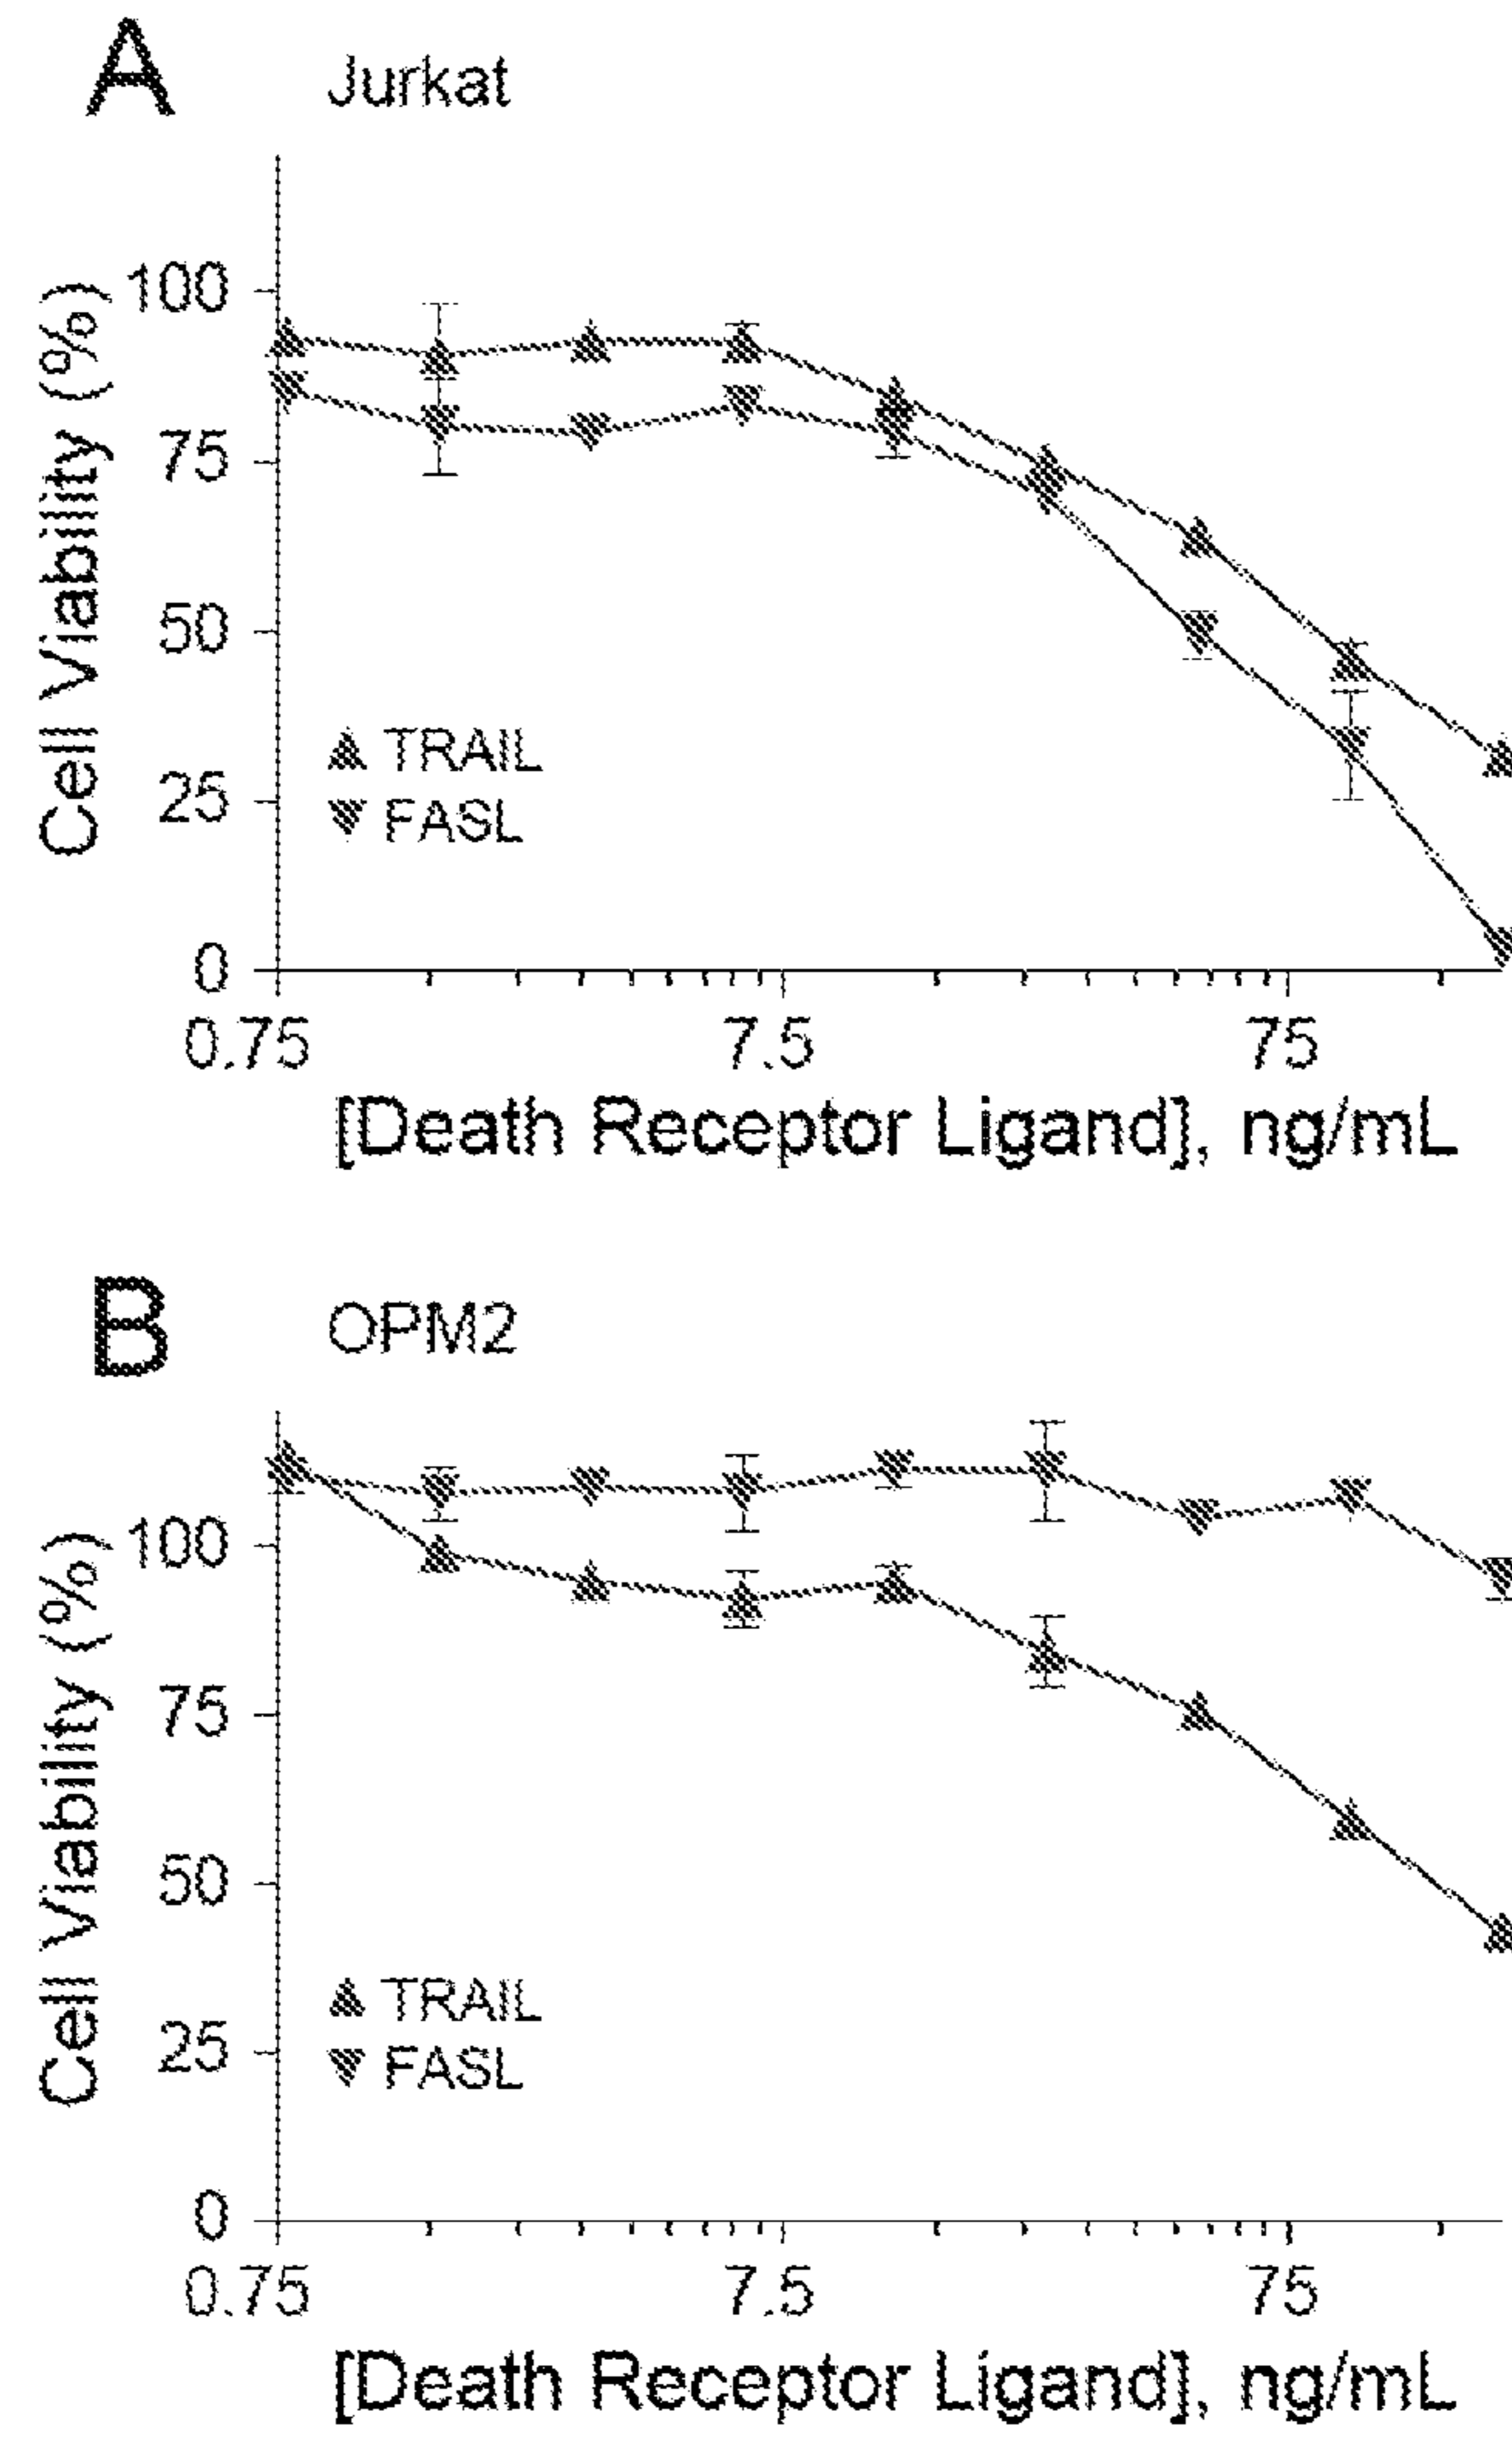 A Jurkat
Cell Viability (%)
100
75
50
25
0
TRAIL
FASL
0.75 7.5 75
[Death Receptor Ligand], ng/mL
B OPM2
Cell Viability (%)
100
75
50
25
0
TRAIL
FASL
0.75 7.5 75
[Death Receptor Ligand], ng/mL